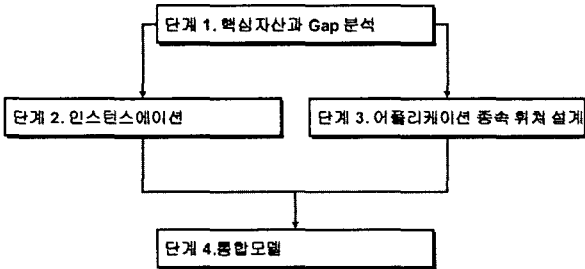 단계 1. 핵심자산과 Gap 분석
단계 2. 인스턴스에이션
단계 3. 어플리케이션 종속 휘쳐 설계
단계 4.통합모델